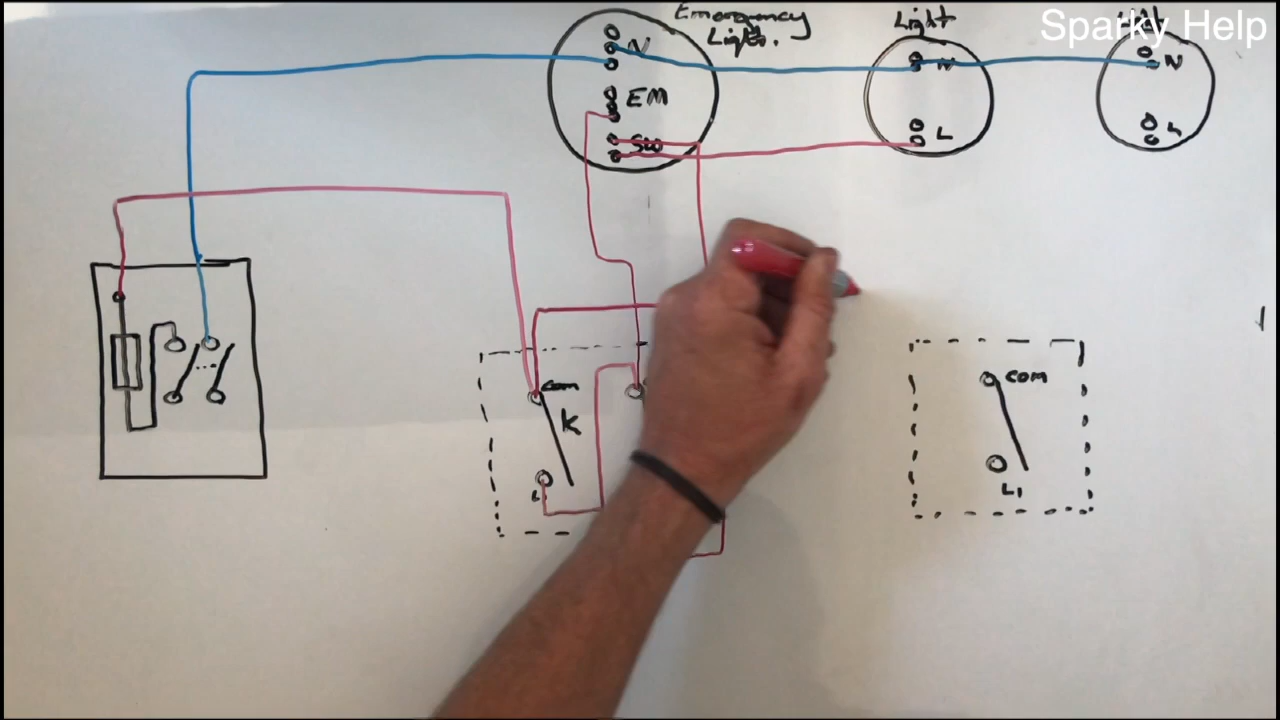 Emergency
Light.
Light
Sparky Help
N
N
N
EM
L
SW
com
K
com
L1